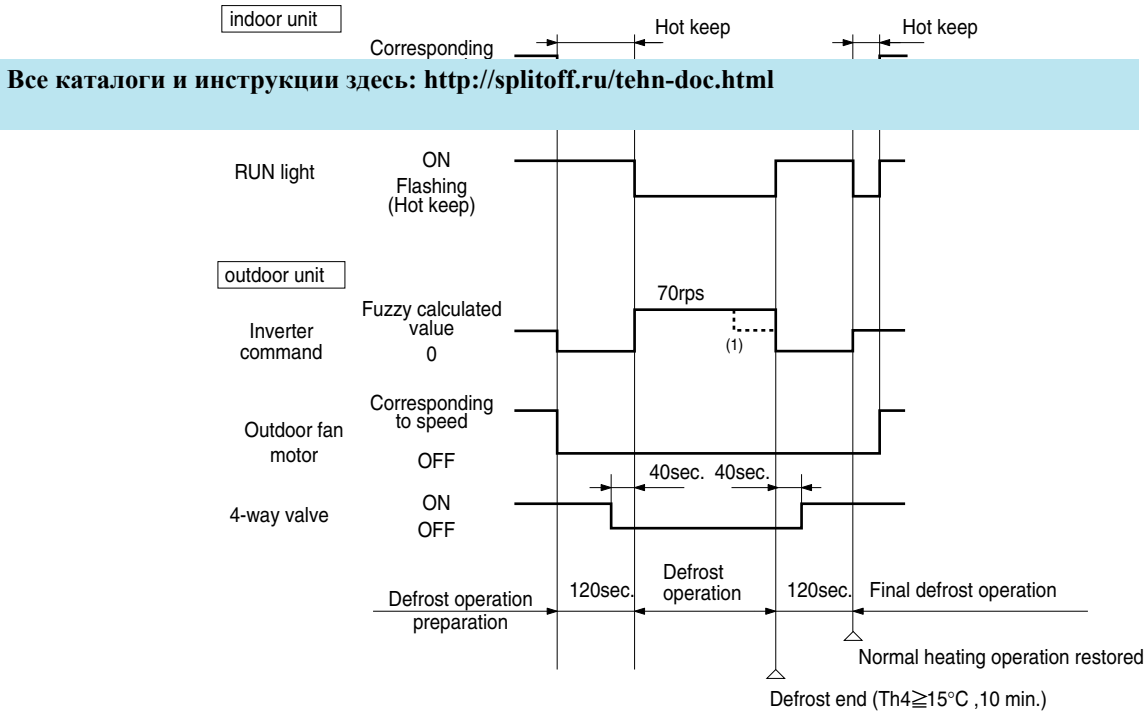 indoor unit
Hot keep
Hot keep
Corresponding
Все каталоги и инструкции здесь: http://splitoff.ru/tehn-doc.html
RUN light
ON
Flashing
(Hot keep)
outdoor unit
70rps
Fuzzy calculated
value
Inverter
command
0
(1)
Corresponding
to speed
Outdoor fan
motor
OFF
40sec.
40sec.
4-way valve
ON
OFF
Defrost operation
preparation
120sec.
Defrost
operation
120sec.
Final defrost operation
Normal heating operation restored
Defrost end (Th4≧15°C ,10 min.)